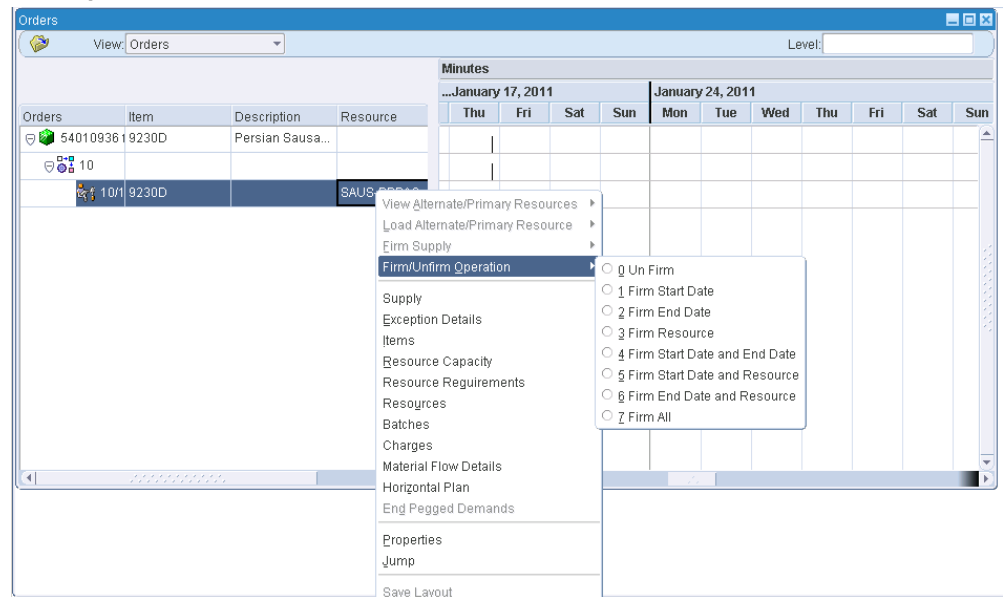 Orders
View: Orders
Level:
Minutes
...January 17, 2011 January 24, 2011
Orders Item Description Resource Thu Fri Sat Sun Mon Tue Wed Thu Fri Sat Sun
54010936 9230D Persian Sausa...
10
10/1 9230D
View Alternate/Primary Resources
Load Alternate/Primary Resource
Firm Supply
Firm/Unfirm Operation
0 Un Firm
1 Firm Start Date
2 Firm End Date
3 Firm Resource
4 Firm Start Date and End Date
5 Firm Start Date and Resource
6 Firm End Date and Resource
7 Firm All
Supply
Exception Details
Items
Resource Capacity
Resource Requirements
Resources
Batches
Charges
Material Flow Details
Horizontal Plan
End Pegged Demands
Properties
Jump
Save Layout